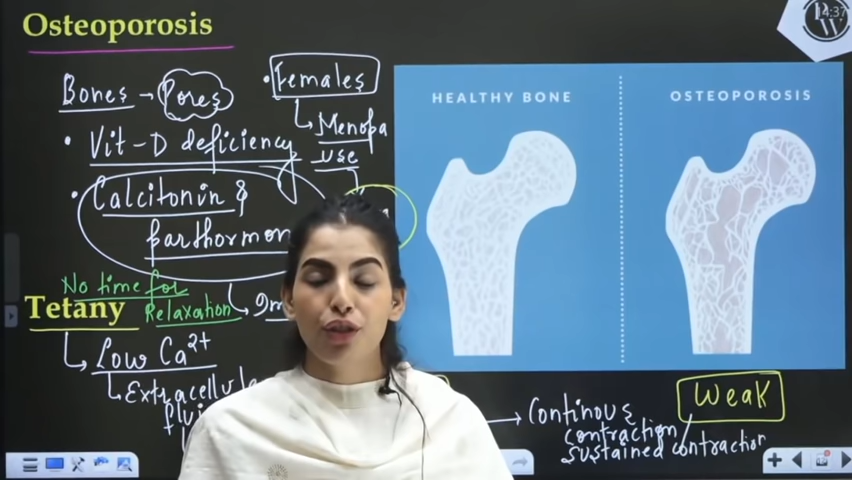 Osteoporosis
Bones → Pores
• Vit-D deficiency
• Calcitonin &
parthormon
• Females
Menopa
use
HEALTHY BONE
OSTEOPOROSIS
No time for
Relaxation
Tetany
Low Ca2+
Extracellula
→ Continous
contraction/
sustained contraction
Weak